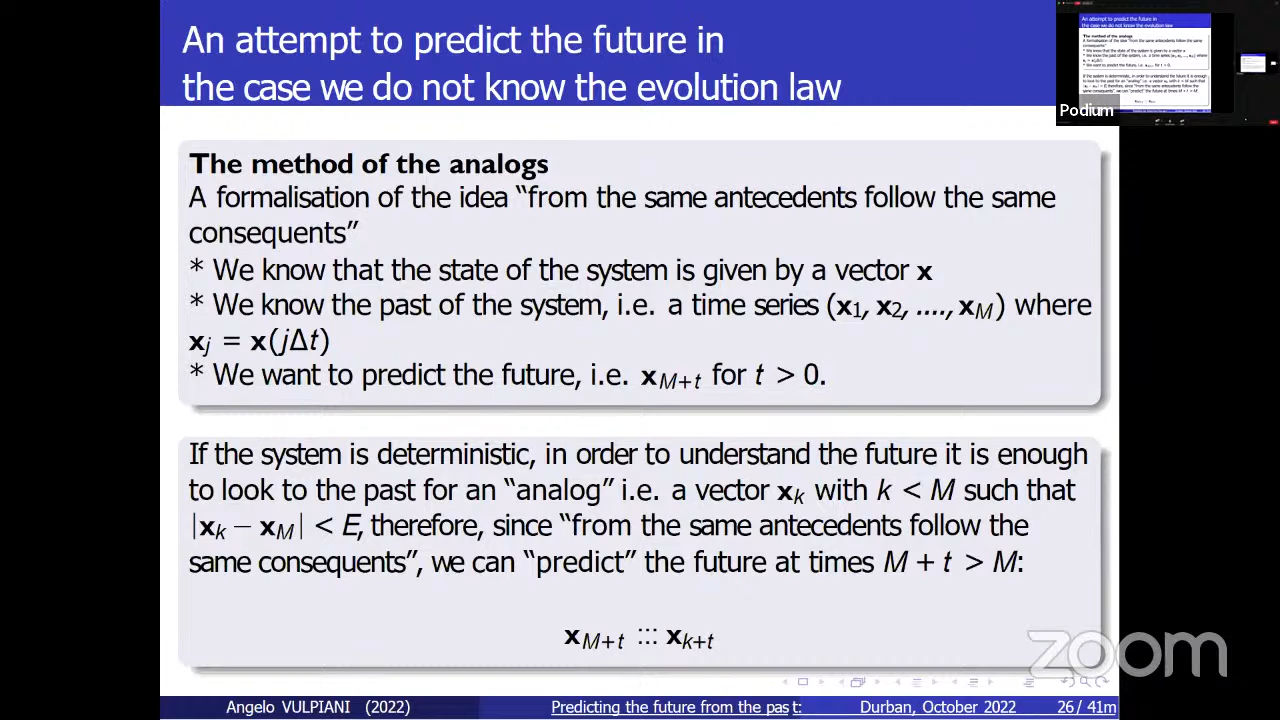 An attempt to predict the future in
the case we do not know the evolution law
The method of the analogs
A formalisation of the idea “from the same antecedents follow the same
consequents”
* We know that the state of the system is given by a vector x
* We know the past of the system, i.e. a time series (x1, x2, ...., xM) where
xj = x(jΔt)
* We want to predict the future, i.e. xM+t for t > 0.
If the system is deterministic, in order to understand the future it is enough
to look to the past for an “analog” i.e. a vector xk with k < M such that
|xk − xM| < E, therefore, since “from the same antecedents follow the
same consequents”, we can “predict” the future at times M + t > M:
xM+t ::: xk+t
Angelo VULPIANI (2022) Predicting the future from the past: Durban, October 2022 26 / 41m
Podium
zoom